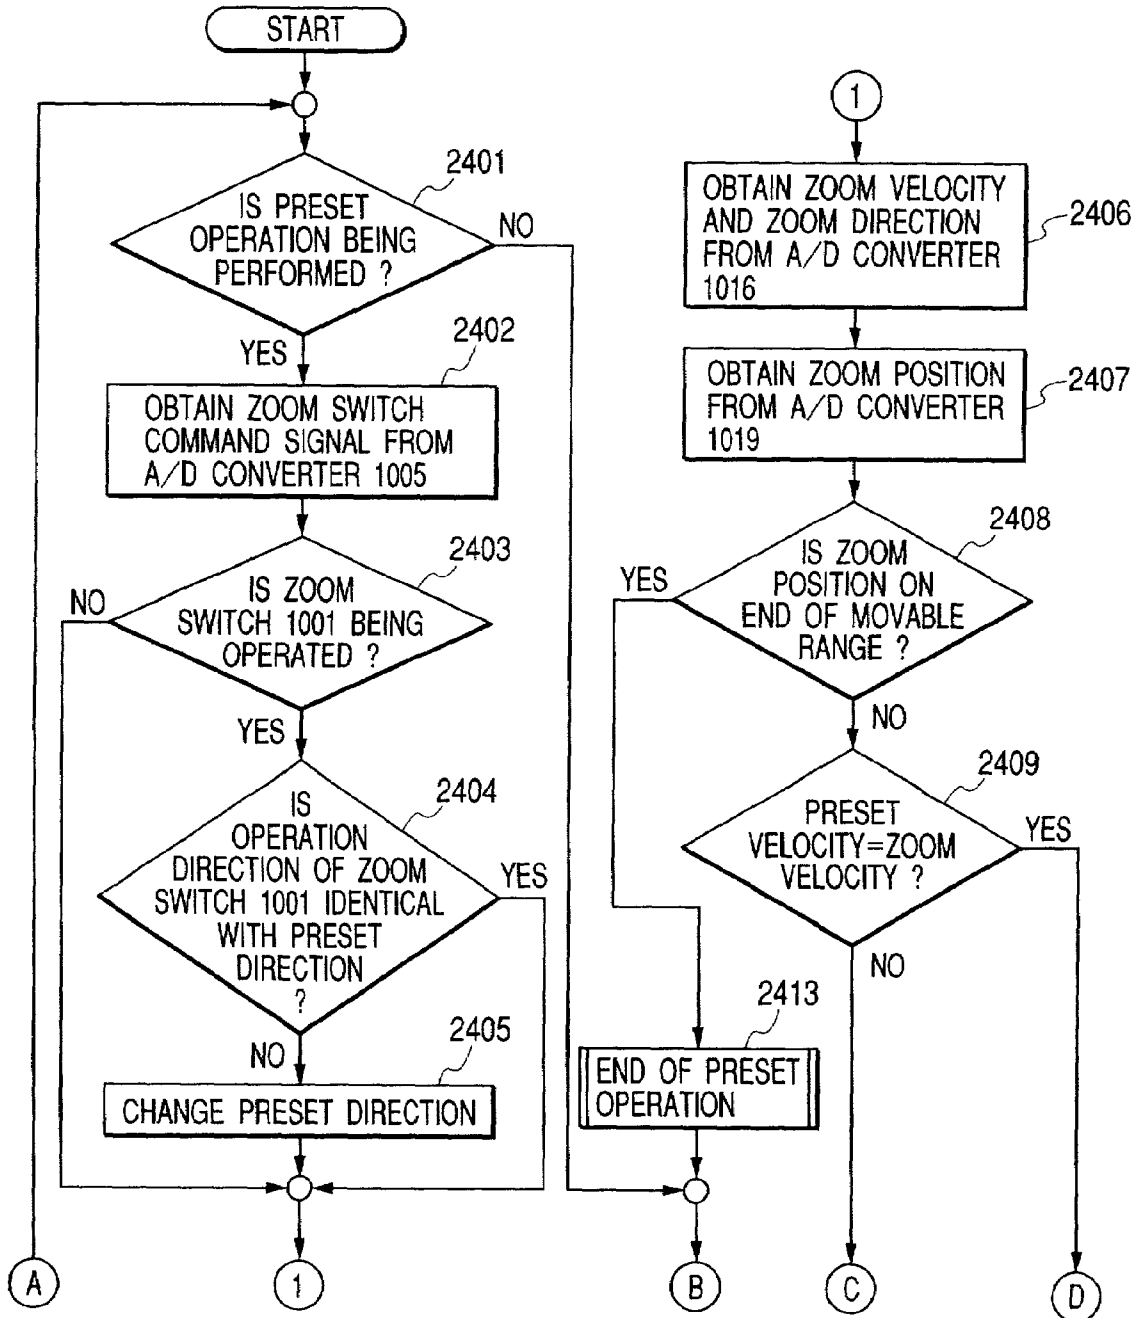 START
2401
IS PRESET
OPERATION BEING
PERFORMED ?
NO
YES
2402
OBTAIN ZOOM SWITCH
COMMAND SIGNAL FROM
A/D CONVERTER 1005
2403
NO
IS ZOOM
SWITCH 1001 BEING
OPERATED ?
YES
2404
IS
OPERATION
DIRECTION OF ZOOM
SWITCH 1001 IDENTICAL
WITH PRESET
DIRECTION
?
YES
NO
2405
CHANGE PRESET DIRECTION
A
1
1
OBTAIN ZOOM VELOCITY
AND ZOOM DIRECTION
FROM A/D CONVERTER
1016
2406
OBTAIN ZOOM POSITION
FROM A/D CONVERTER
1019
2407
2408
YES
IS ZOOM
POSITION ON
END OF MOVABLE
RANGE ?
NO
2409
PRESET
VELOCITY=ZOOM
VELOCITY ?
YES
NO
2413
END OF PRESET
OPERATION
B
C
D